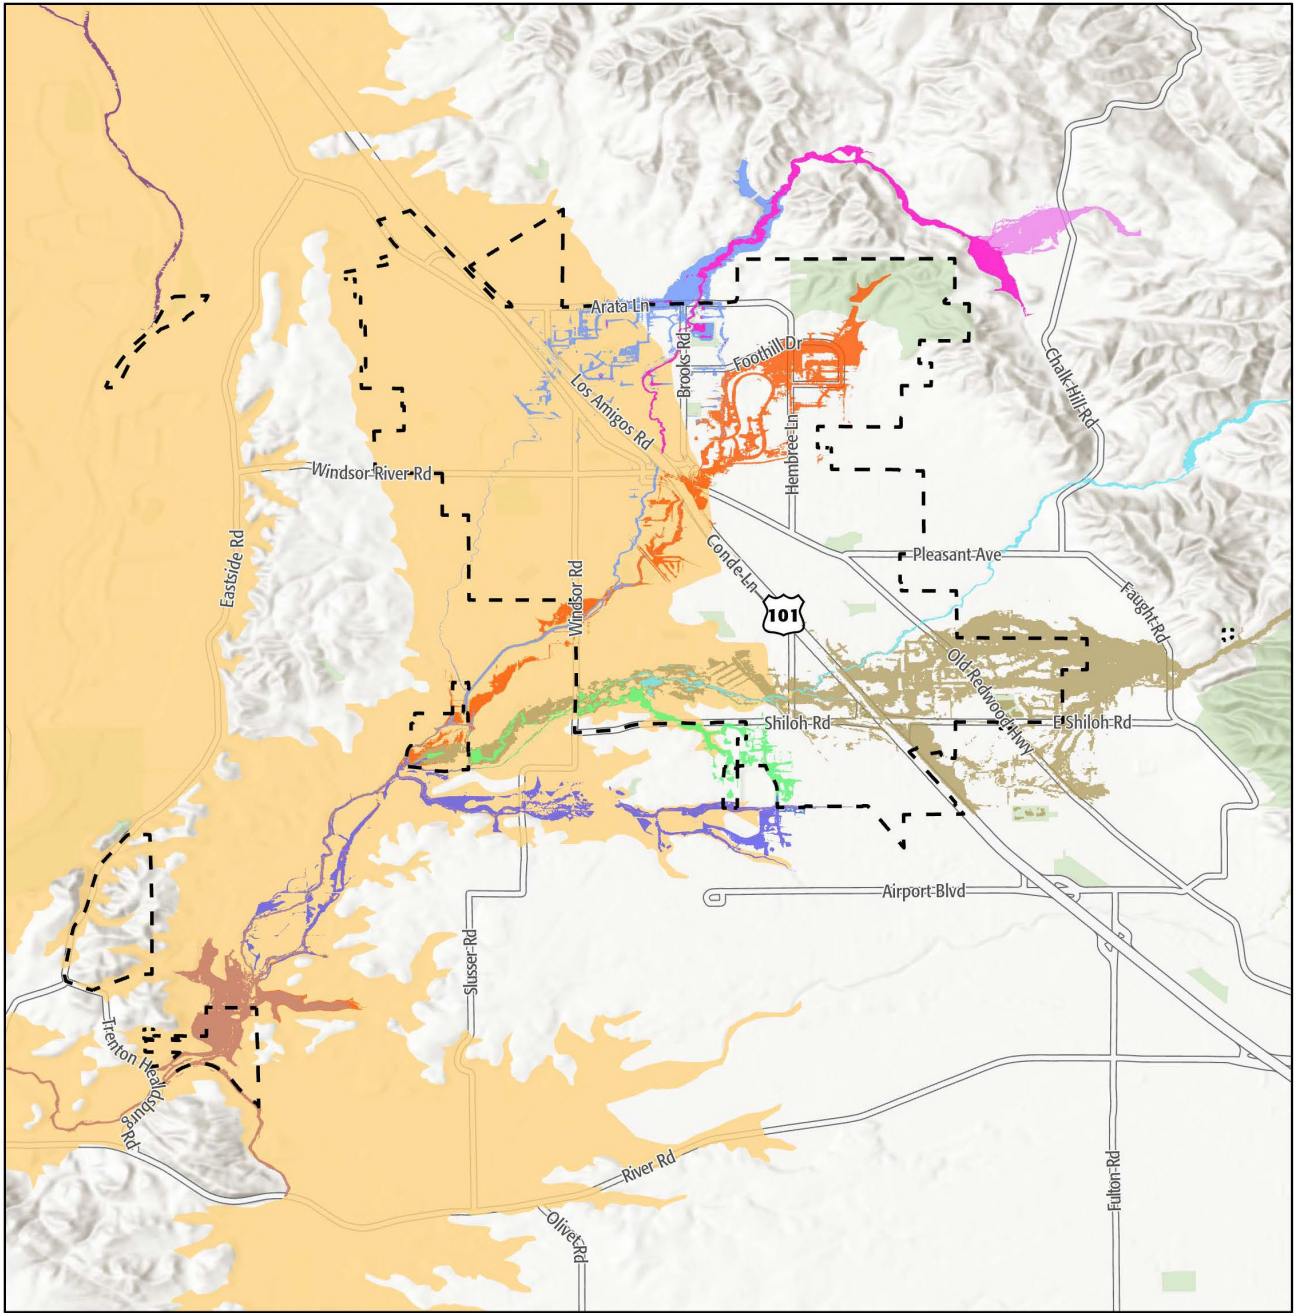 Arata Ln
Brooks Rd
Foothill Dr
Chalk Hill Rd
Los Amigos Rd
Hembree Ln
Windsor River Rd
Eastside Rd
Conde Ln
Pleasant Ave
Windsor Rd
101
Faught Rd
Old Redwood Hwy
Shiloh Rd
E Shiloh Rd
Airport Blvd
Slusser Rd
Trenton Healdsburg Rd
River Rd
Fulton Rd
Olivet Rd